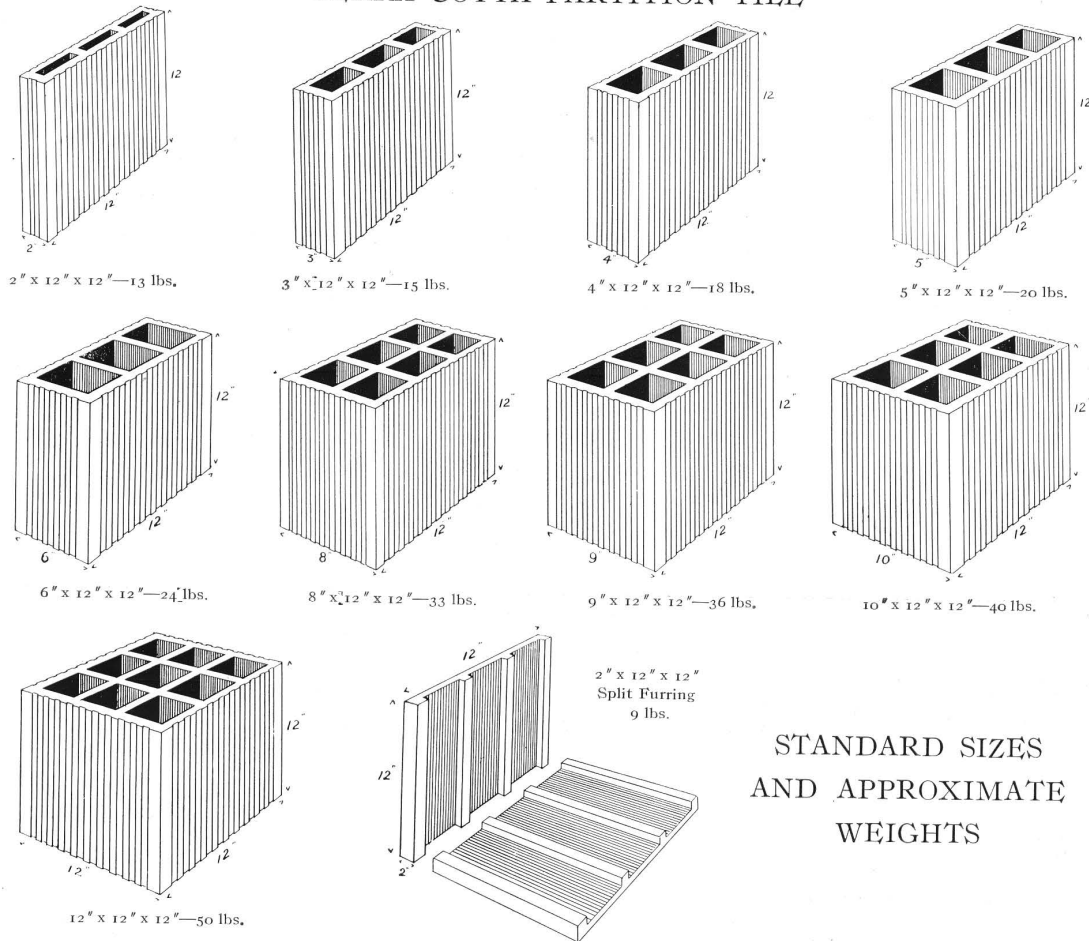 PARTITION TILE
12
2"
12"
2" x 12" x 12"—13 lbs.
12"
3"
12"
3" x 12" x 12"—15 lbs.
12
4"
12"
4" x 12" x 12"—18 lbs.
12
5"
12"
5" x 12" x 12"—20 lbs.
12"
6"
12"
6" x 12" x 12"—24 lbs.
12"
8"
12"
8" x 12" x 12"—33 lbs.
12"
9"
12"
9" x 12" x 12"—36 lbs.
12"
10"
12"
10" x 12" x 12"—40 lbs.
12"
12"
12"
12" x 12" x 12"—50 lbs.
12"
12"
2"
2" x 12" x 12"
Split Furring
9 lbs.
STANDARD SIZES
AND APPROXIMATE
WEIGHTS